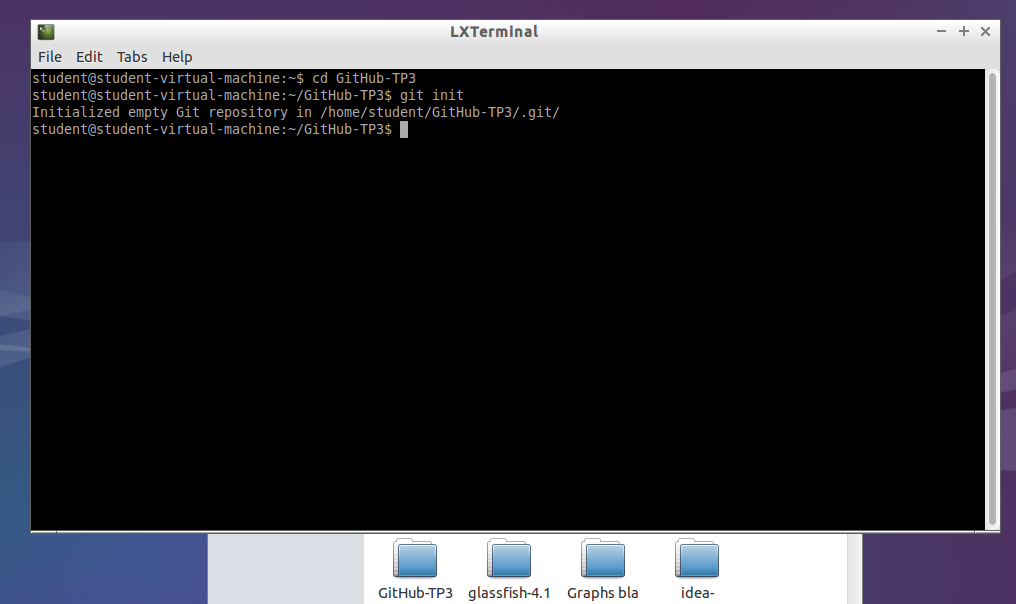 LXTerminal
File Edit Tabs Help
student@student-virtual-machine:~$ cd GitHub-TP3
student@student-virtual-machine:~/GitHub-TP3$ git init
Initialized empty Git repository in /home/student/GitHub-TP3/.git/
student@student-virtual-machine:~/GitHub-TP3$
GitHub-TP3 glassfish-4.1 Graphs bla idea-